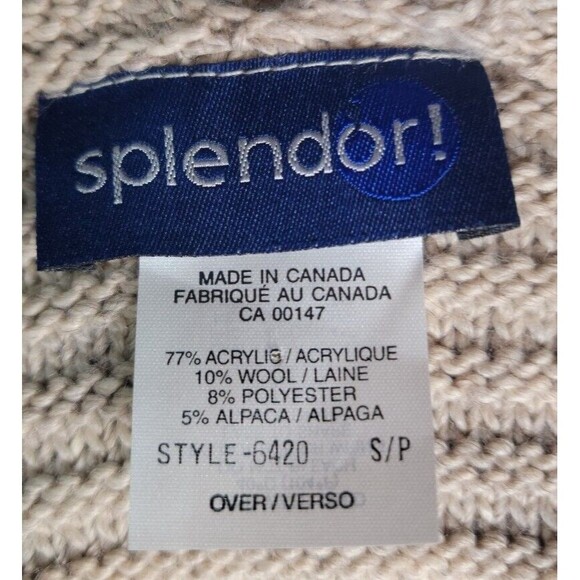 splendor!
MADE IN CANADA
FABRIQUÉ AU CANADA
CA 00147
77% ACRYLIC / ACRYLIQUE
10% WOOL / LAINE
8% POLYESTER
5% ALPACA / ALPAGA
STYLE-6420 S/P
OVER / VERSO